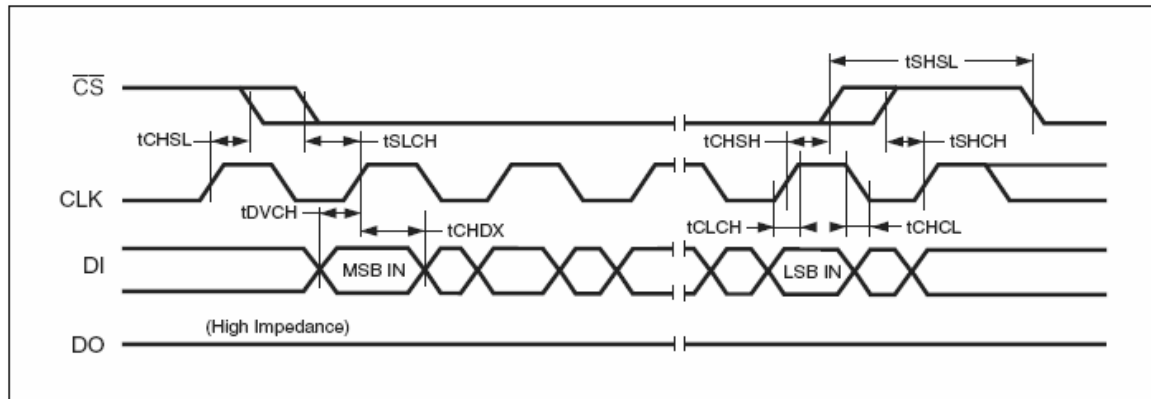 tSHSL
CS
tCHSL
tSLCH
tCHSH
tSHCH
CLK
tDVCH
tCHDX
tCLCH
tCHCL
DI
MSB IN
LSB IN
(High Impedance)
DO